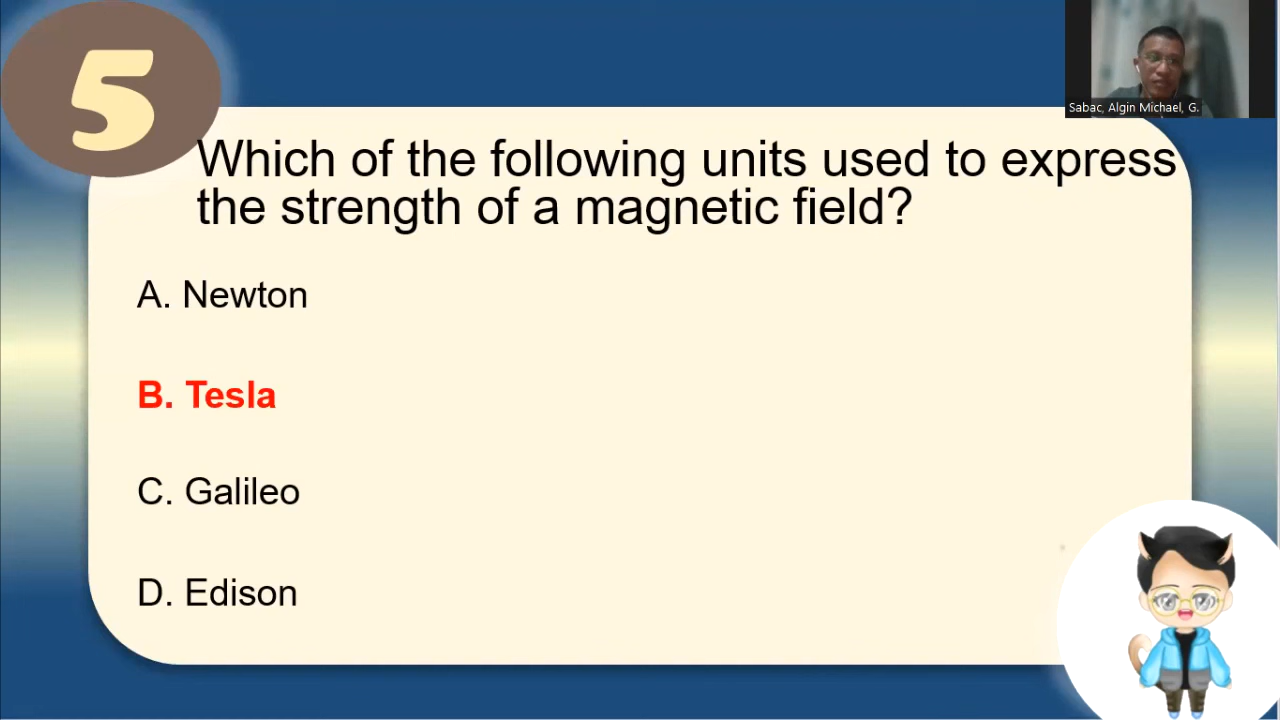 5
Sabac, Algin Michael, G.
Which of the following units used to express
the strength of a magnetic field?
A. Newton
B. Tesla
C. Galileo
D. Edison